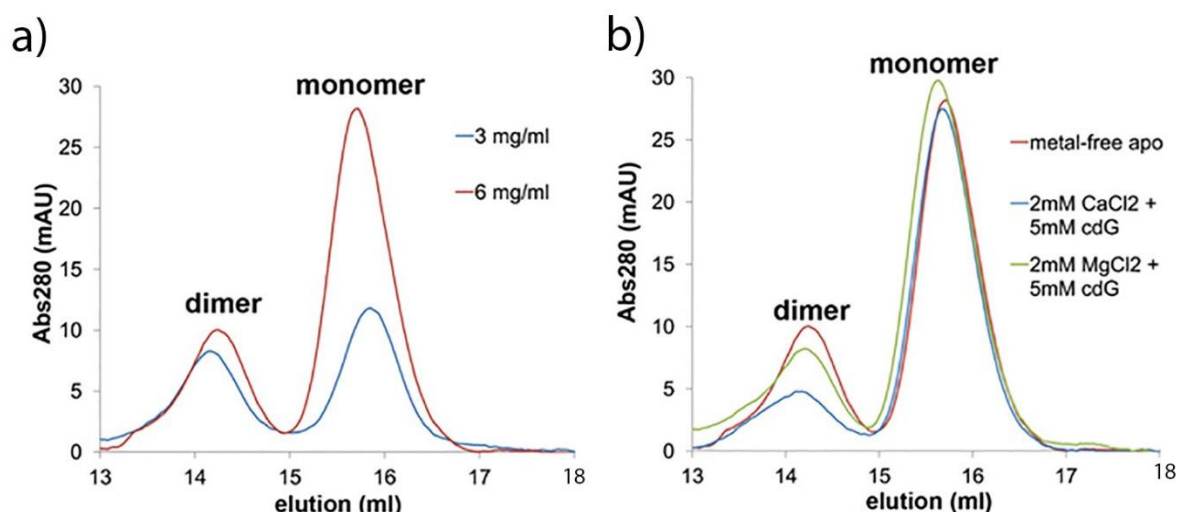 a)
monomer
dimer
3 mg/ml
6 mg/ml
Abs280 (mAU)
30
25
20
15
10
5
0
13 14 15 16 17 18
elution (ml)
b)
monomer
dimer
metal-free apo
2mM CaCl2 +
5mM cdG
2mM MgCl2 +
5mM cdG
Abs280 (mAU)
30
25
20
15
10
5
0
13 14 15 16 17 18
elution (ml)